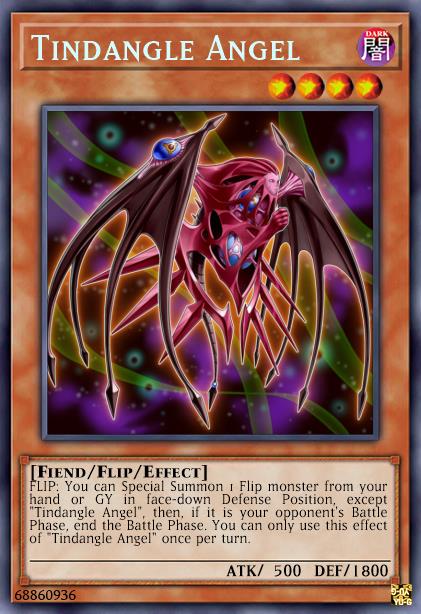 TINDANGLE ANGEL
DARK
闇
[FIEND/FLIP/EFFECT]
FLIP: You can Special Summon 1 Flip monster from your
hand or GY in face-down Defense Position, except
"Tindangle Angel", then, if it is your opponent's Battle
Phase, end the Battle Phase. You can only use this effect
of "Tindangle Angel" once per turn.
ATK/ 500 DEF/1800
68860936